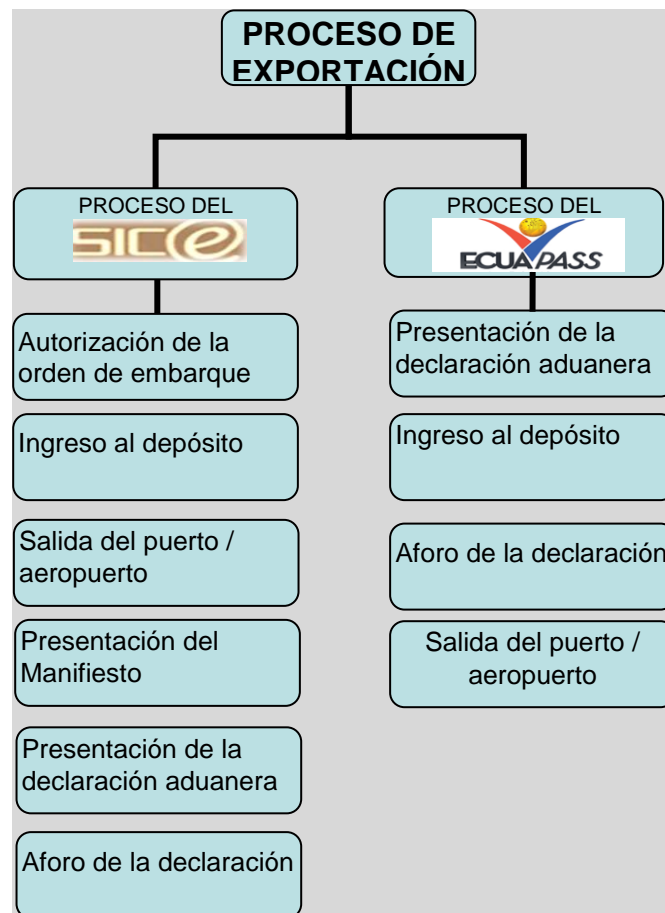 PROCESO DE
EXPORTACIÓN
PROCESO DEL
SICe
Autorización de la
orden de embarque
Ingreso al depósito
Salida del puerto /
aeropuerto
Presentación del
Manifiesto
Presentación de la
declaración aduanera
Aforo de la declaración
PROCESO DEL
ECUAPASS
Presentación de la
declaración aduanera
Ingreso al depósito
Aforo de la declaración
Salida del puerto /
aeropuerto